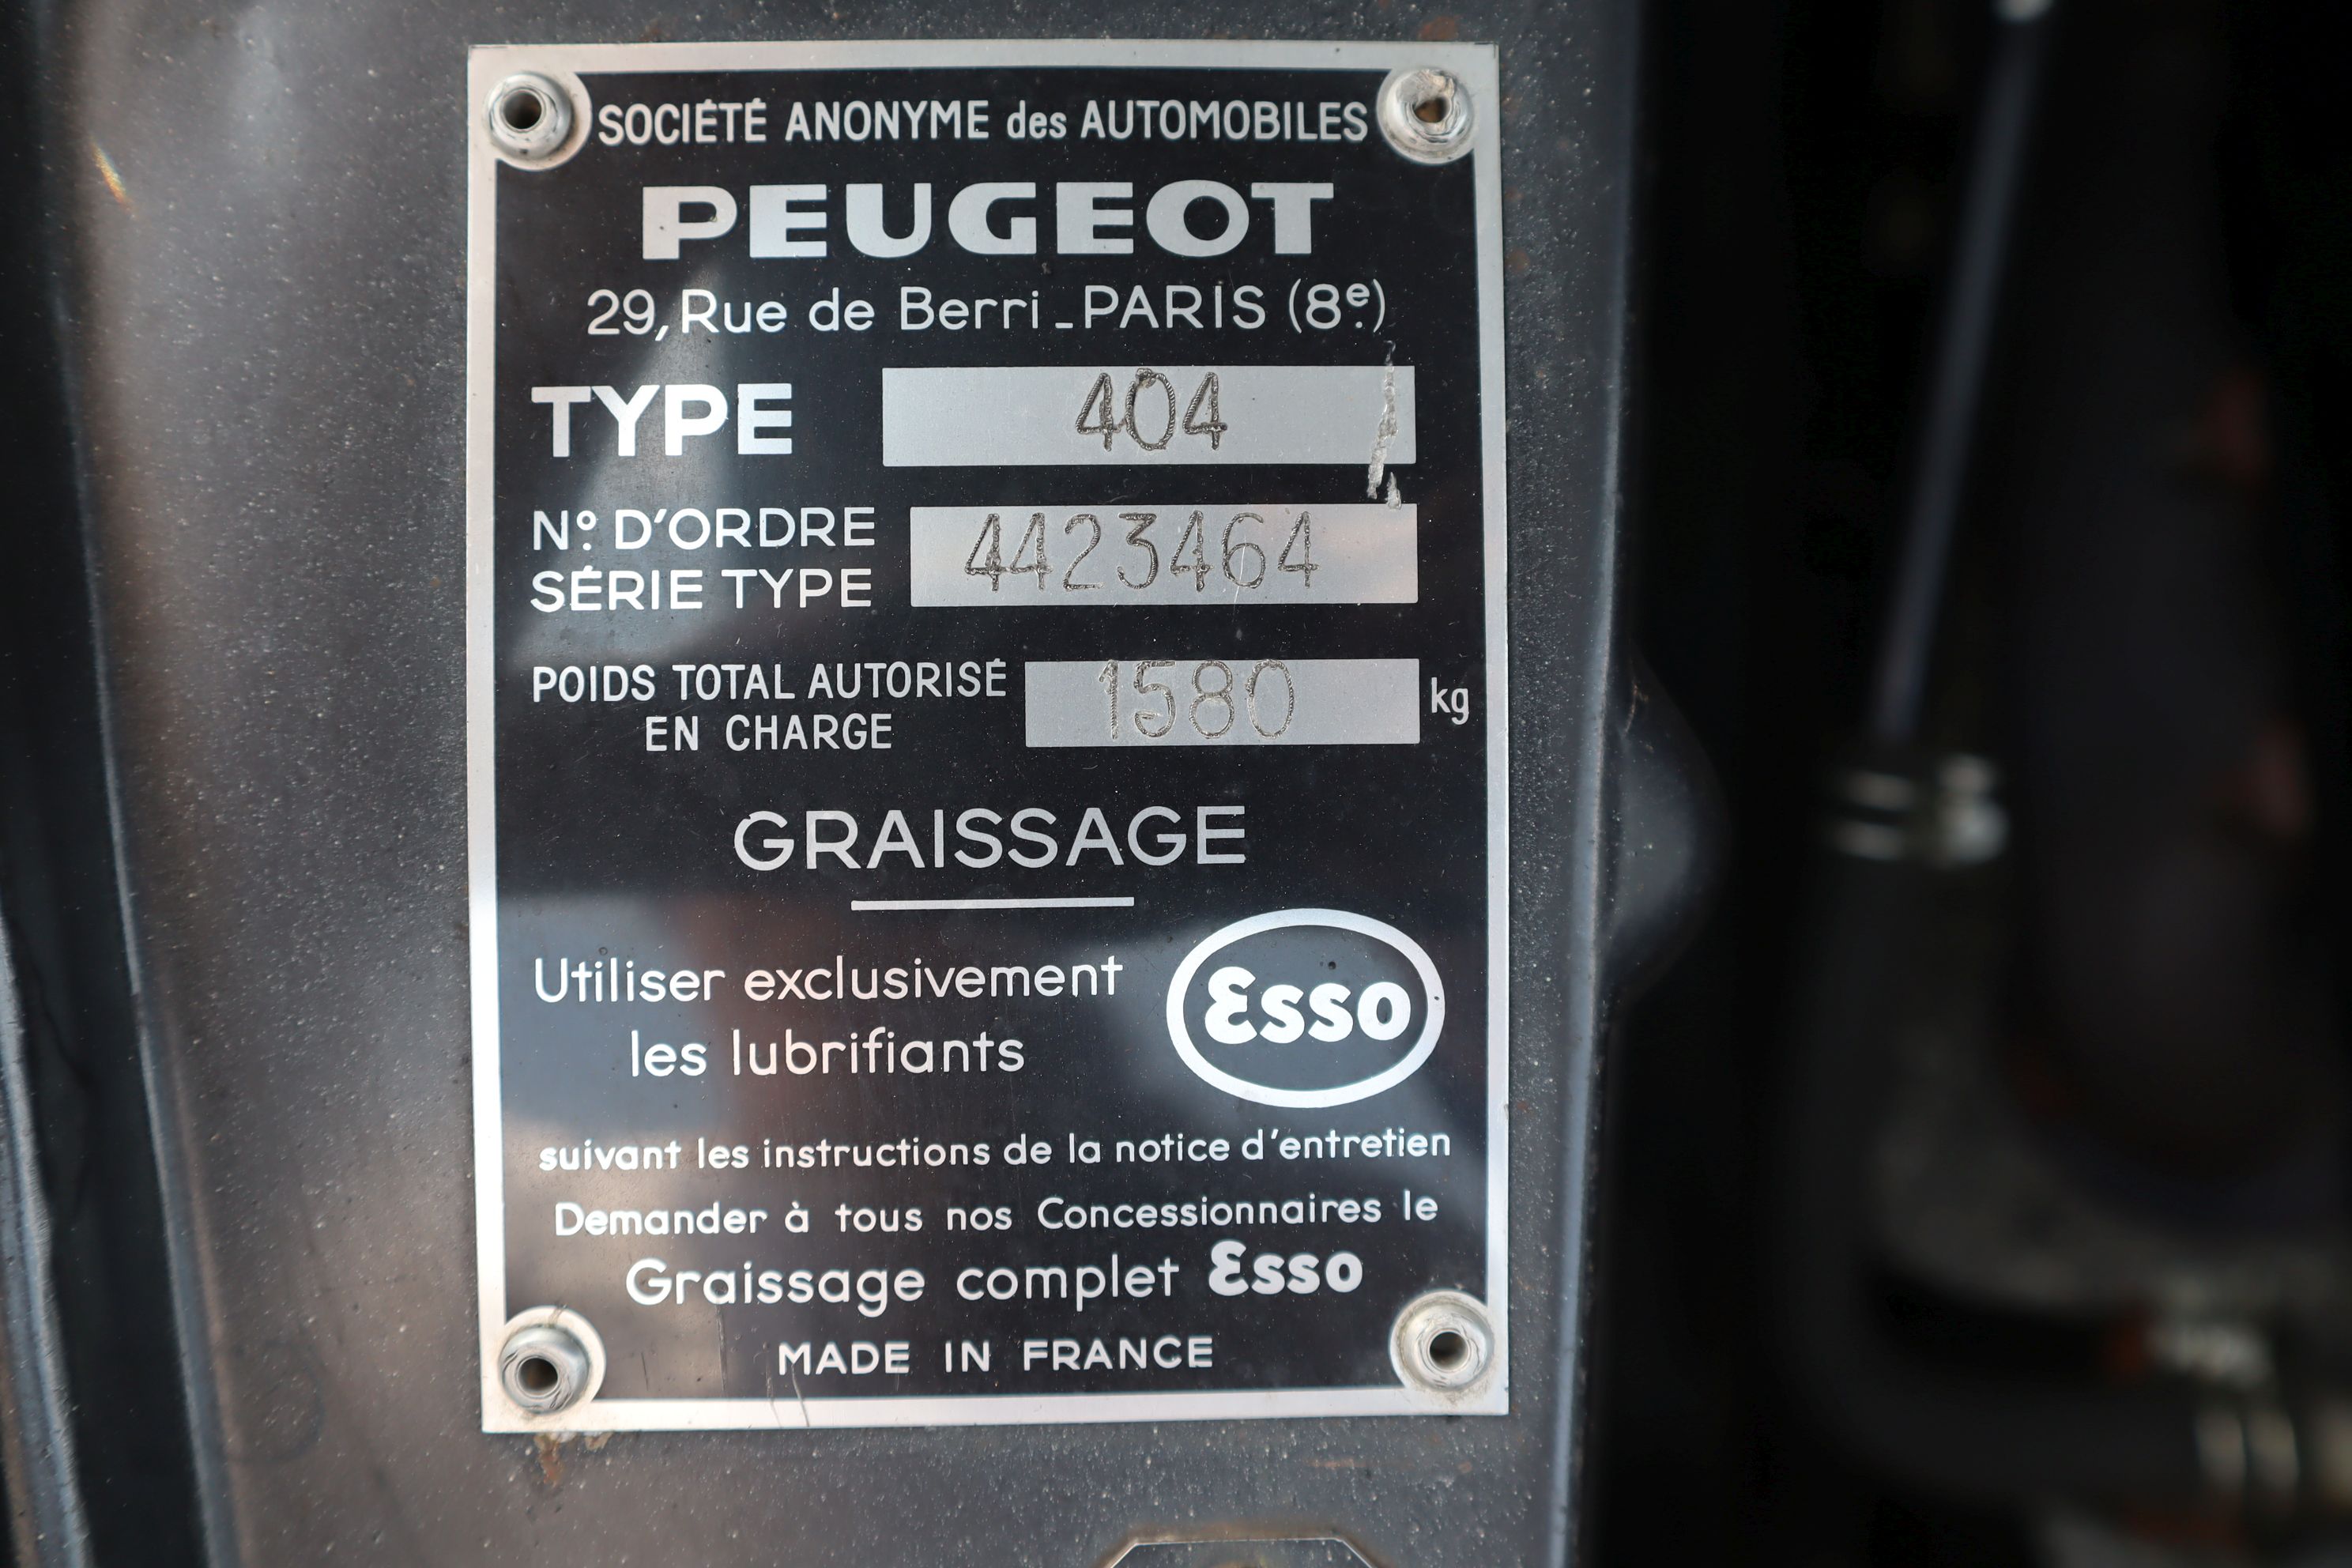 SOCIÉTÉ ANONYME des AUTOMOBILES
PEUGEOT
29, Rue de Berri - PARIS (8e.)
TYPE 404
No. D'ORDRE
SÉRIE TYPE 4423464
POIDS TOTAL AUTORISÉ
EN CHARGE 1580 kg
GRAISSAGE
Utiliser exclusivement
les lubrifiants Esso
suivant les instructions de la notice d'entretien
Demander à tous nos Concessionnaires le
Graissage complet Esso
MADE IN FRANCE